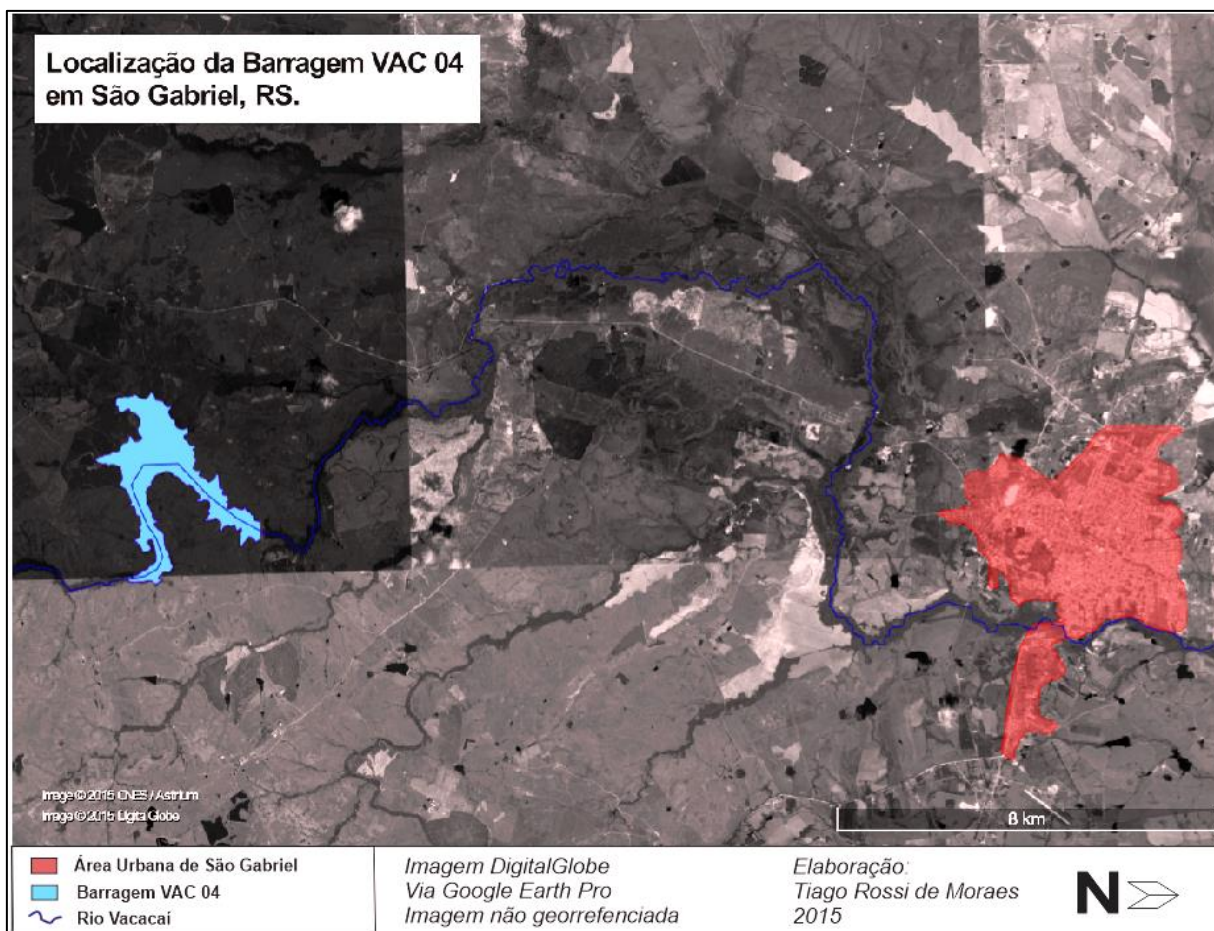 Localização da Barragem VAC 04
em São Gabriel, RS.
Image © 2015 CNES / Astrium
Image © 2015 DigitalGlobe
8 km
Área Urbana de São Gabriel
Barragem VAC 04
Rio Vacacaí
Imagem DigitalGlobe
Via Google Earth Pro
Imagem não georrefenciada
Elaboração:
Tiago Rossi de Moraes
2015
N